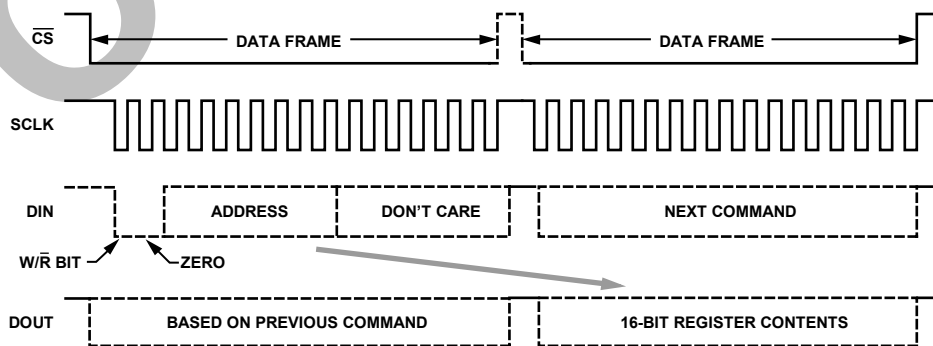 CS
DATA FRAME
DATA FRAME
SCLK
DIN
ADDRESS
DON'T CARE
NEXT COMMAND
W/R̅ BIT
ZERO
DOUT
BASED ON PREVIOUS COMMAND
16-BIT REGISTER CONTENTS